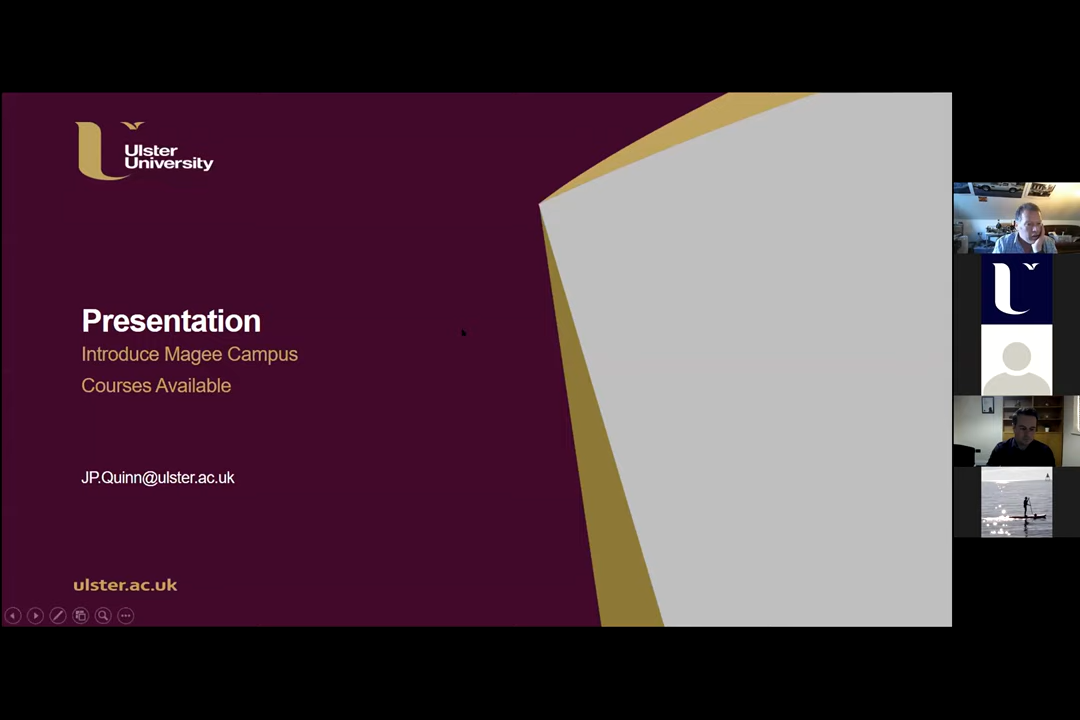 Ulster
University
Presentation
Introduce Magee Campus
Courses Available
JP.Quinn@ulster.ac.uk
ulster.ac.uk